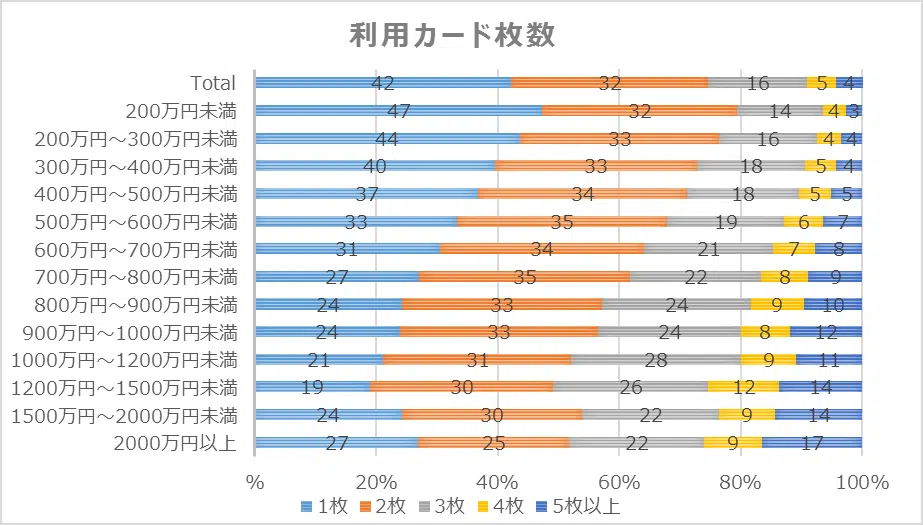 利用カード枚数
Total 42 32 16 5 4
200万円未満 47 32 14 4 3
200万円～300万円未満 44 33 16 4 4
300万円～400万円未満 40 33 18 5 4
400万円～500万円未満 37 34 18 5 5
500万円～600万円未満 33 35 19 6 7
600万円～700万円未満 31 34 21 7 8
700万円～800万円未満 27 35 22 8 9
800万円～900万円未満 24 33 24 9 10
900万円～1000万円未満 24 33 24 8 12
1000万円～1200万円未満 21 31 28 9 11
1200万円～1500万円未満 19 30 26 12 14
1500万円～2000万円未満 24 30 22 9 14
2000万円以上 27 25 22 9 17
% 20% 40% 60% 80% 100%
1枚 2枚 3枚 4枚 5枚以上